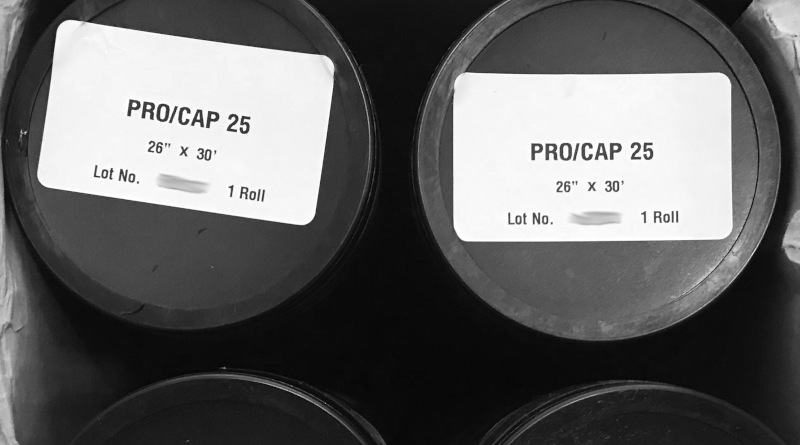 PRO/CAP 25
26" x 30'
Lot No. 1 Roll
PRO/CAP 25
26" x 30'
Lot No. 1 Roll